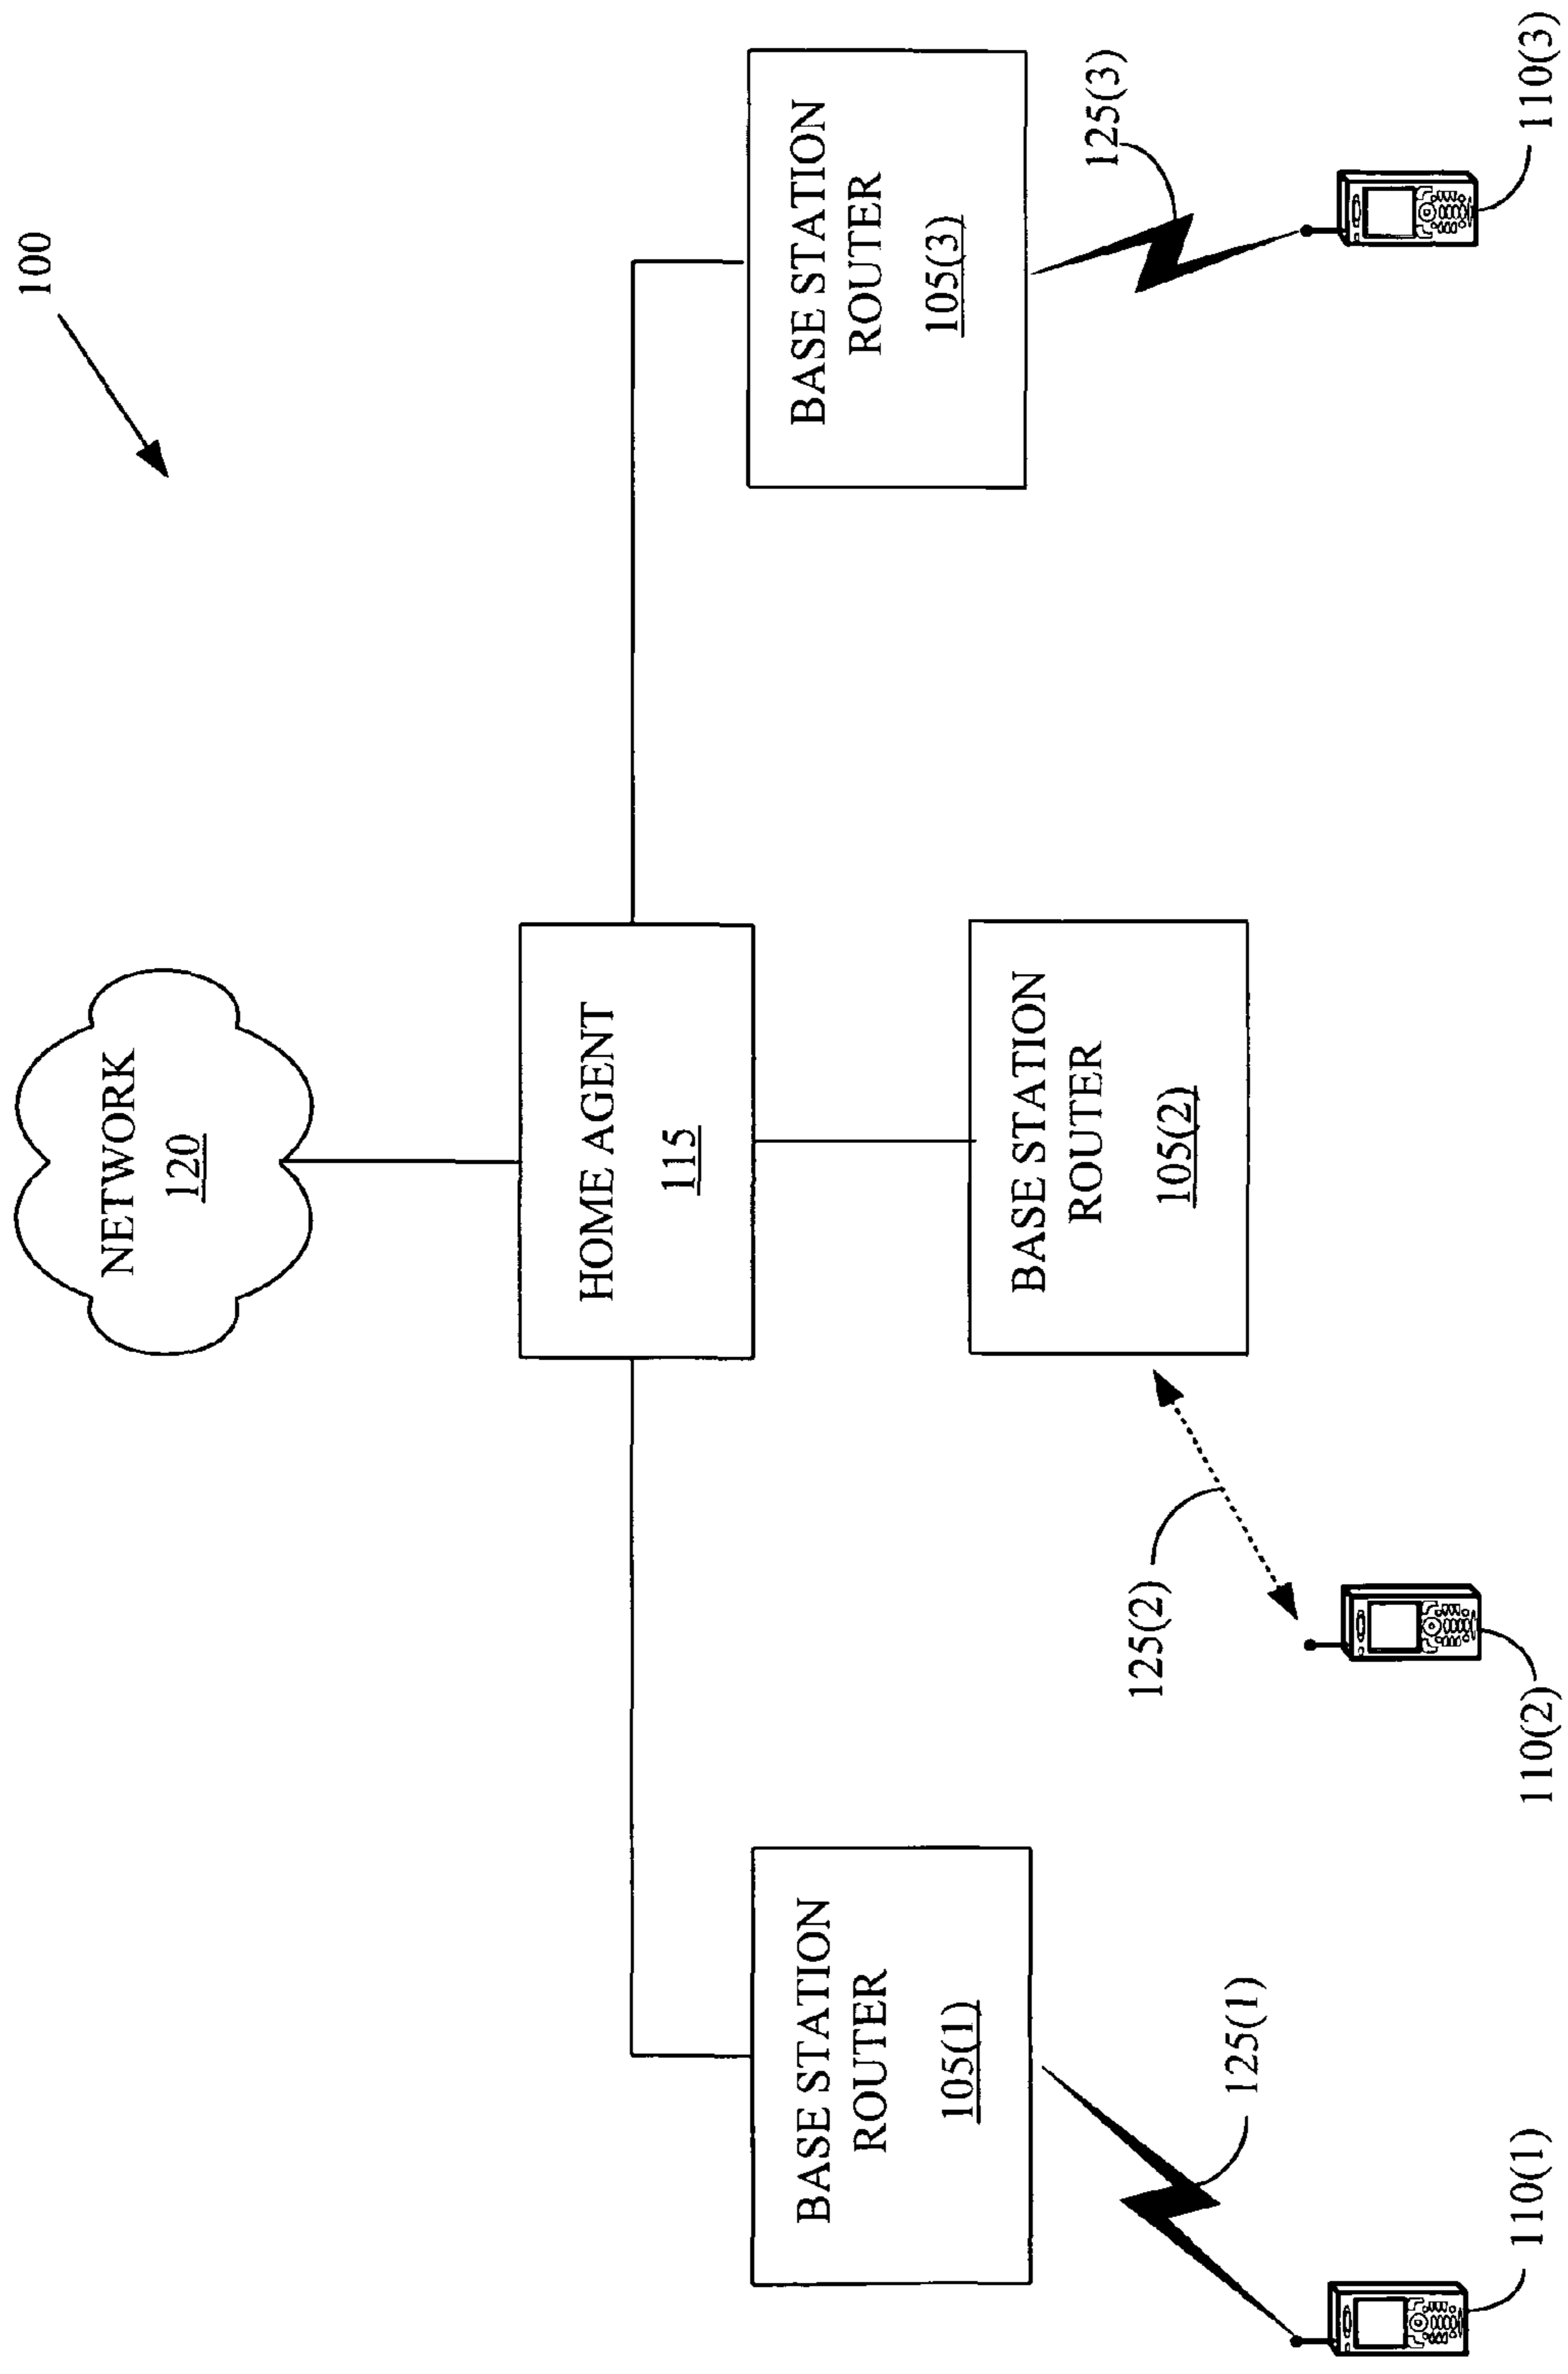 100
NETWORK
120
HOME AGENT
115
BASE STATION
ROUTER
105(1)
BASE STATION
ROUTER
105(2)
BASE STATION
ROUTER
105(3)
125(1)
125(2)
125(3)
110(1)
110(2)
110(3)